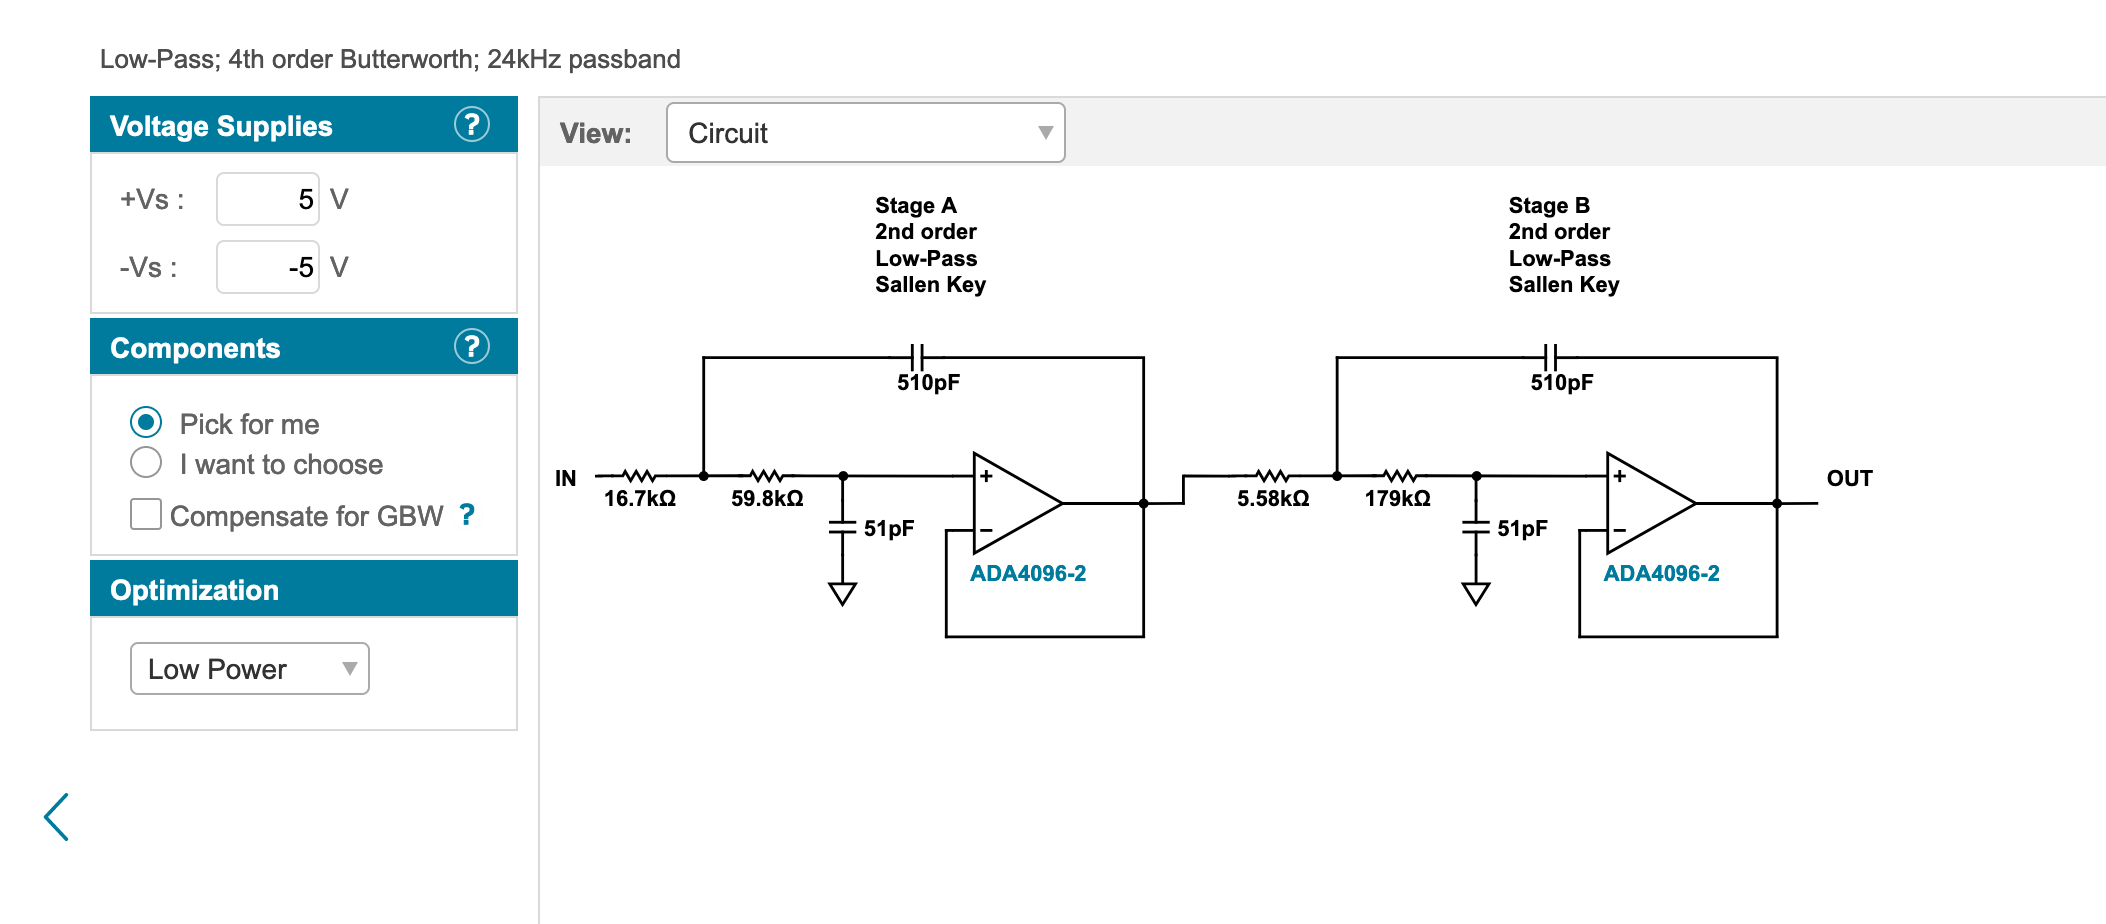 Low-Pass; 4th order Butterworth; 24kHz passband
Voltage Supplies ?
+Vs : 5 V
-Vs : -5 V
Components ?
Pick for me
I want to choose
Compensate for GBW ?
Optimization
Low Power
View: Circuit
Stage A
2nd order
Low-Pass
Sallen Key
510pF
IN
16.7kΩ
59.8kΩ
51pF
+
−
ADA4096-2
Stage B
2nd order
Low-Pass
Sallen Key
510pF
5.58kΩ
179kΩ
51pF
+
−
ADA4096-2
OUT